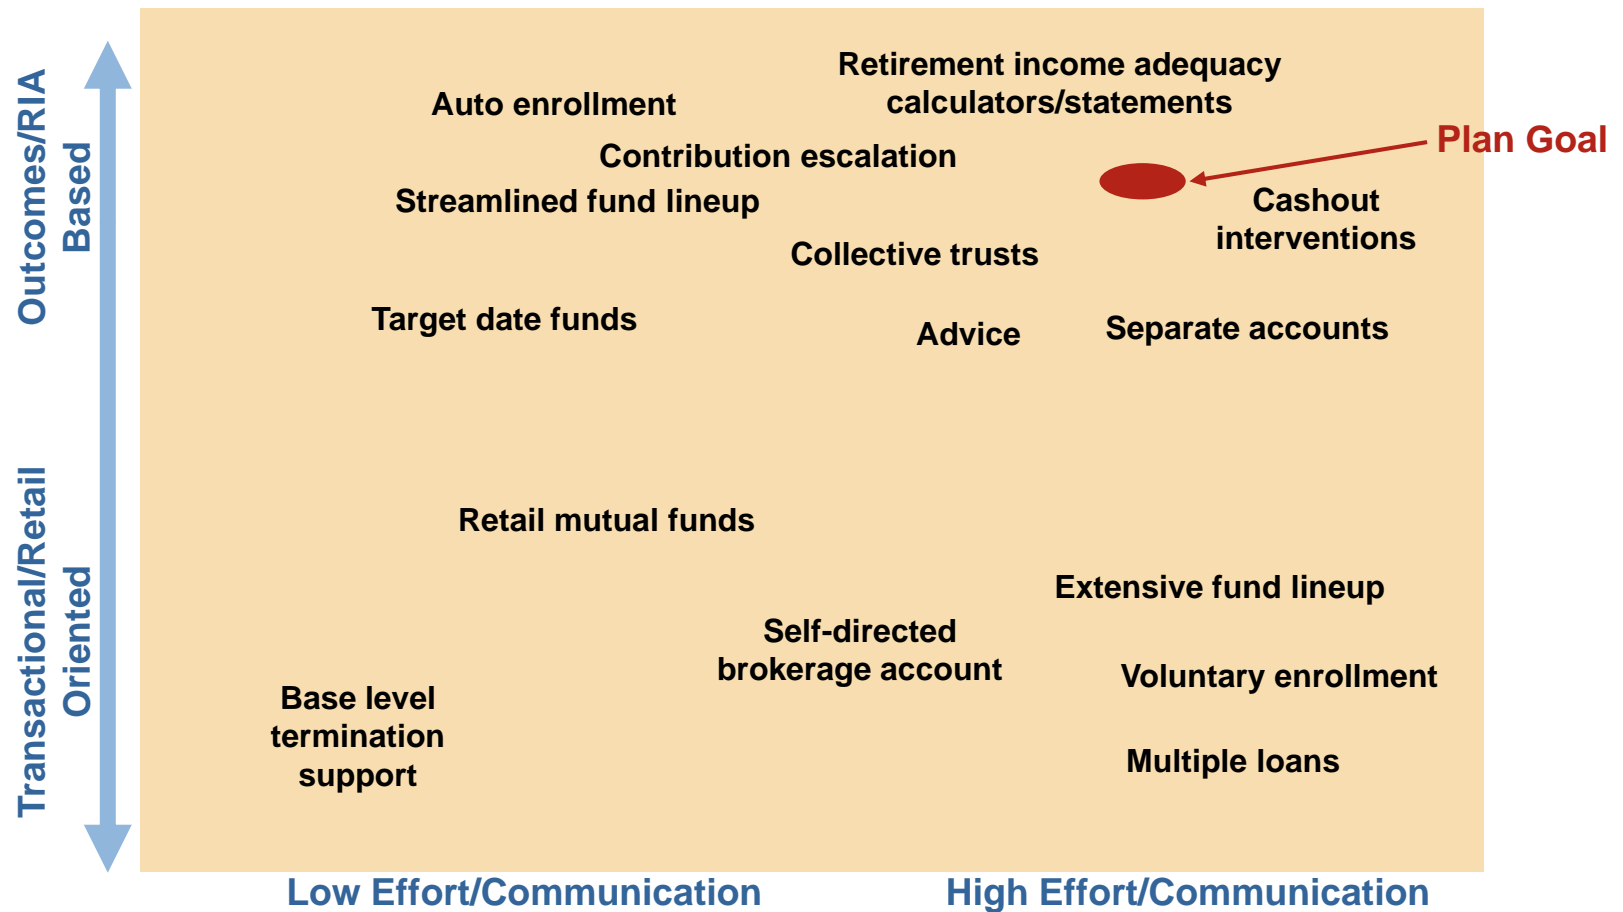 Outcomes/RIA
Based
Transactional/Retail
Oriented
Retirement income adequacy
calculators/statements
Auto enrollment
Plan Goal
Contribution escalation
Streamlined fund lineup
Cashout
interventions
Collective trusts
Target date funds
Advice
Separate accounts
Retail mutual funds
Extensive fund lineup
Self-directed
brokerage account
Voluntary enrollment
Base level
termination
support
Multiple loans
Low Effort/Communication
High Effort/Communication